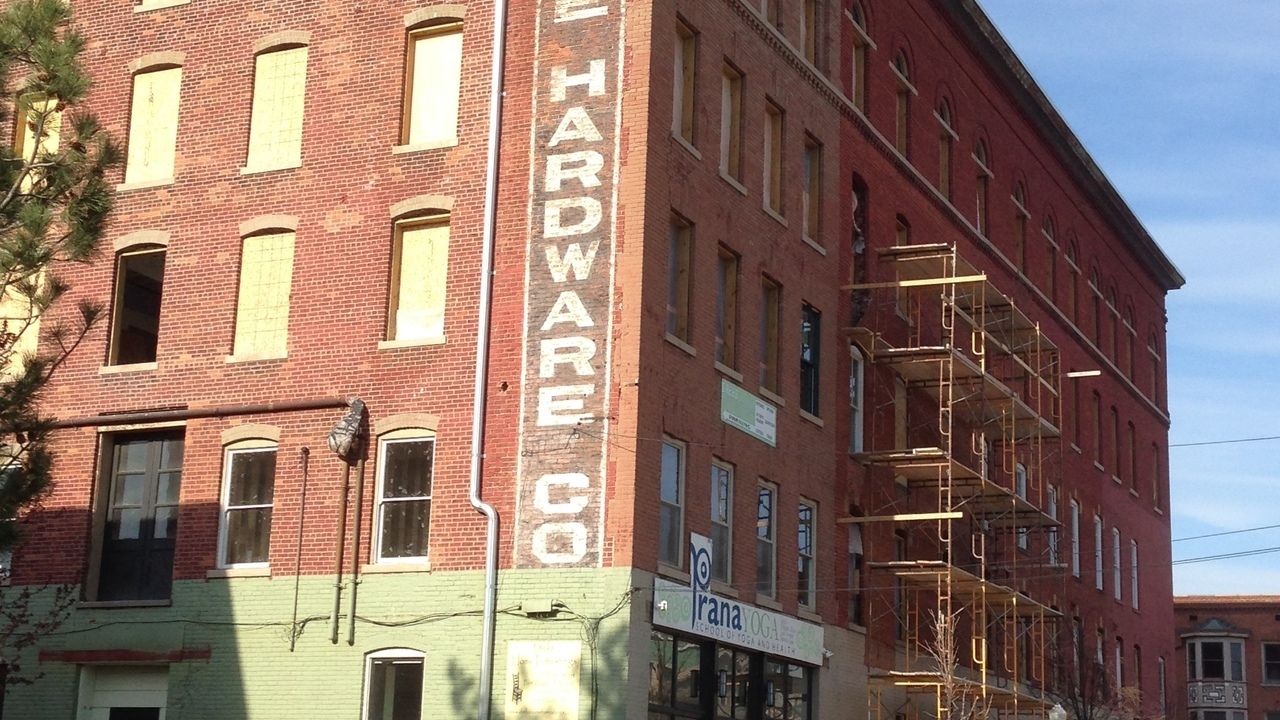 E HARDWARE CO
Prana YOGA
SCHOOL OF YOGA AND HEALTH